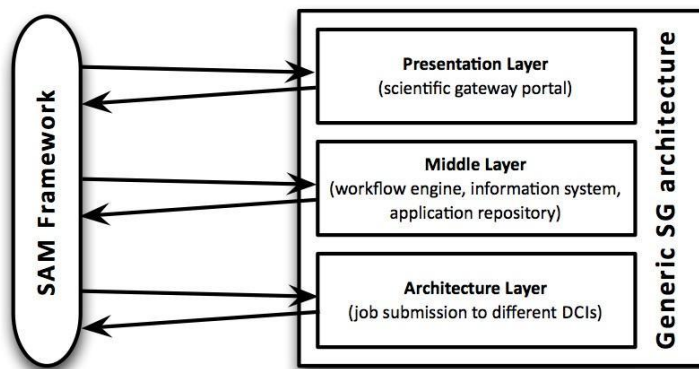 SAM Framework
Presentation Layer
(scientific gateway portal)
Middle Layer
(workflow engine, information system,
application repository)
Architecture Layer
(job submission to different DCIs)
Generic SG architecture